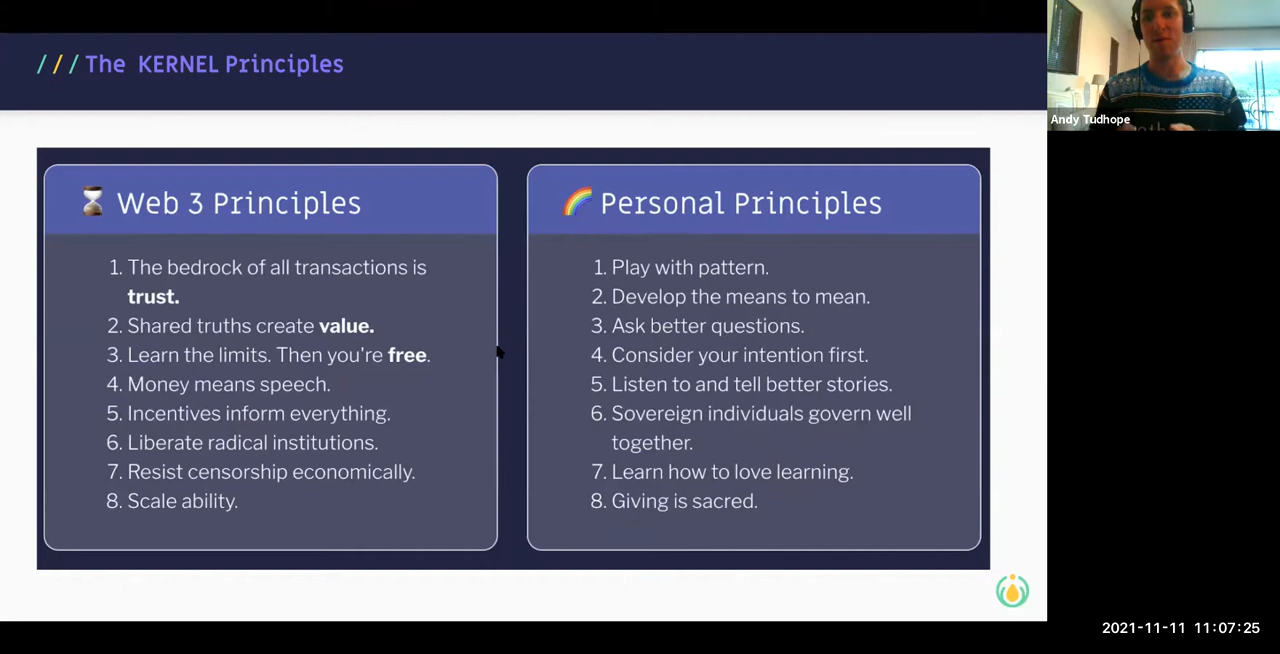 / / / The KERNEL Principles
Andy Tudhope
Web 3 Principles
1. The bedrock of all transactions is
trust.
2. Shared truths create value.
3. Learn the limits. Then you're free.
4. Money means speech.
5. Incentives inform everything.
6. Liberate radical institutions.
7. Resist censorship economically.
8. Scale ability.
Personal Principles
1. Play with pattern.
2. Develop the means to mean.
3. Ask better questions.
4. Consider your intention first.
5. Listen to and tell better stories.
6. Sovereign individuals govern well
together.
7. Learn how to love learning.
8. Giving is sacred.
2021-11-11 11:07:25